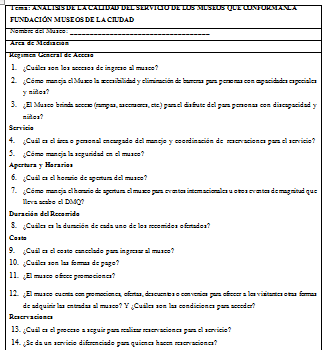 Tema: ANALISIS DE LA CALIDAD DEL SERVICIO DE LOS MUSEOS QUE CONFORMAN LA
FUNDACIÓN MUSEOS DE LA CIUDAD
Nombre del Museo: ________________________________
Área de Mediación
Régimen General de Acceso
1. ¿Cuáles son los accesos de ingreso al museo?
2. ¿Cómo maneja el Museo la accesibilidad y eliminación de barreras para personas con capacidades especiales
y niños?
3. ¿El Museo brinda acceso (rampas, ascensores, etc) para el disfrute del para personas con discapacidad y
niños?
Servicio
4. ¿Cuál es el área o personal encargado del manejo y coordinación de reservaciones para el servicio?
5. ¿Cómo maneja la seguridad en el museo?
Apertura y Horarios
6. ¿Cuál es el horario de apertura del museo?
7. ¿Cómo maneja el horario de apertura el museo para eventos internacionales u otros eventos de magnitud que
lleva acabo el DMQ?
Duración del Recorrido
8. ¿Cuál es la duración de cada uno de los recorridos ofertados?
Costo
9. ¿Cuál es el costo cancelado para ingresar al museo?
10. ¿Cuáles son las formas de pago?
11. ¿El museo ofrece promociones?
12. ¿El museo cuenta con promociones, ofertas, descuentos o convenios para ofrecer a los visitantes otras formas
de adquirir las entradas al museo? Y ¿Cuáles son las condiciones para acceder?
Reservaciones
13. ¿Cuál es el proceso a seguir para realizar reservaciones para el servicio?
14. ¿Se da un servicio diferenciado para quienes hacen reservaciones?